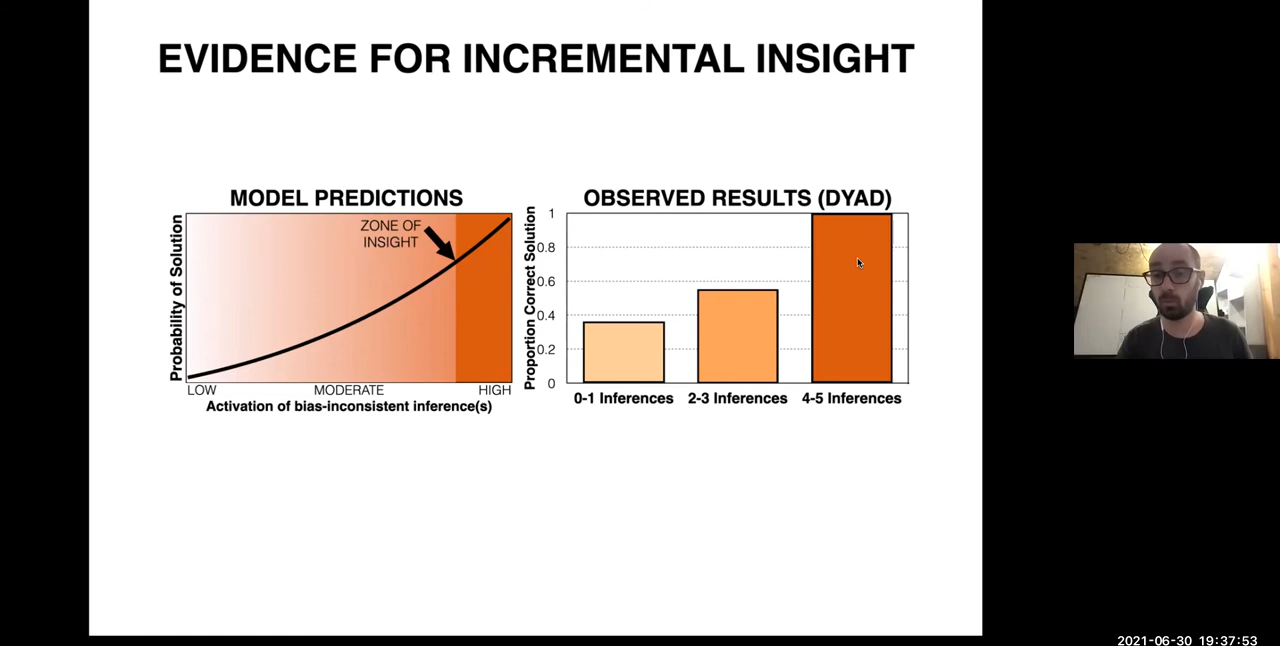 EVIDENCE FOR INCREMENTAL INSIGHT
MODEL PREDICTIONS
Probability of Solution
ZONE OF
INSIGHT
LOW MODERATE HIGH
Activation of bias-inconsistent inference(s)
OBSERVED RESULTS (DYAD)
Proportion Correct Solution
1
0.8
0.6
0.4
0.2
0
0-1 Inferences 2-3 Inferences 4-5 Inferences
2021-06-30 19:37:53